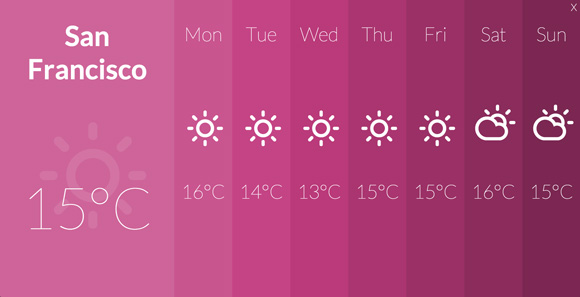 X
San
Francisco
15°C
Mon Tue Wed Thu Fri Sat Sun
16°C 14°C 13°C 15°C 15°C 16°C 15°C